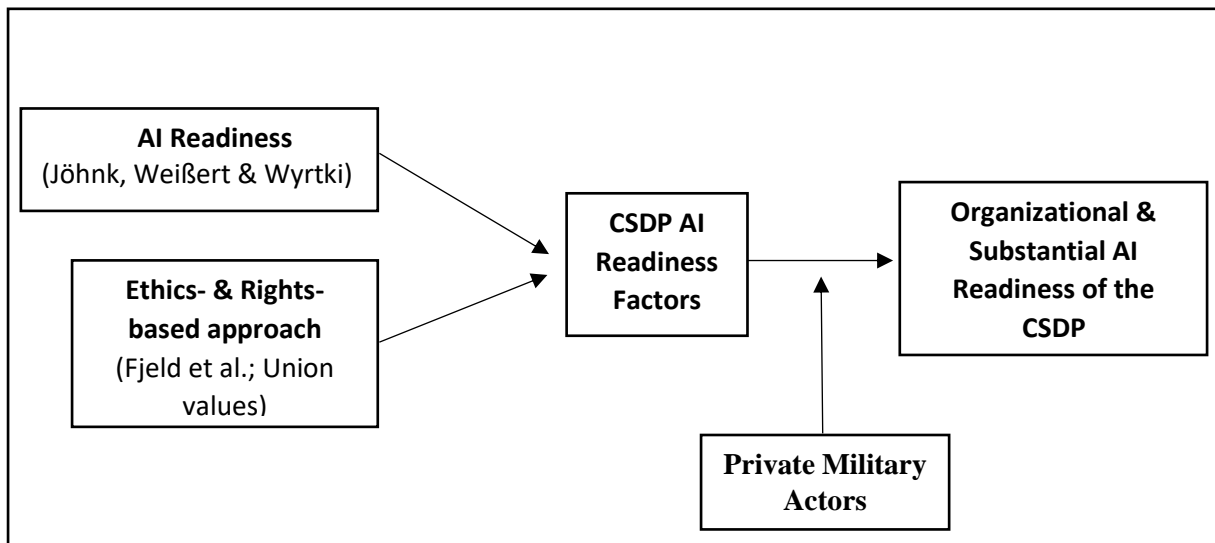 AI Readiness
(Jöhnk, Weißert & Wyrtki)
Ethics- & Rights-
based approach
(Fjeld et al.; Union
values)
CSDP AI
Readiness
Factors
Organizational &
Substantial AI
Readiness of the
CSDP
Private Military
Actors